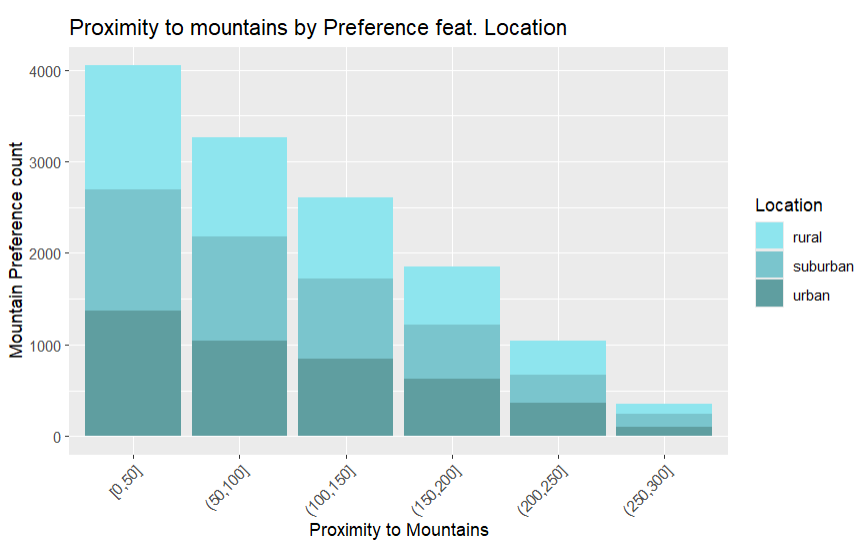 Proximity to mountains by Preference feat. Location
Mountain Preference count
4000
3000
2000
1000
0
[0,50]
(50,100]
(100,150]
(150,200]
(200,250]
(250,300]
Proximity to Mountains
Location
rural
suburban
urban